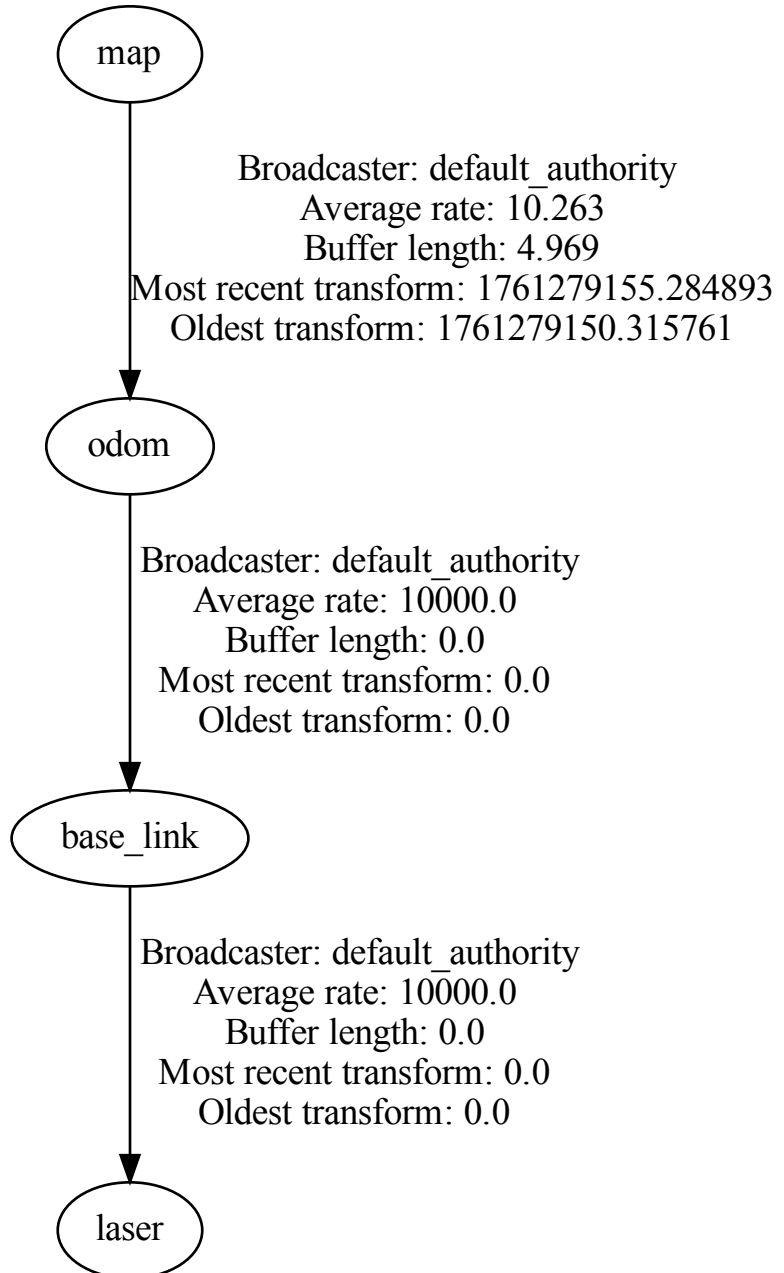 map
Broadcaster: default_authority
Average rate: 10.263
Buffer length: 4.969
Most recent transform: 1761279155.284893
Oldest transform: 1761279150.315761
odom
Broadcaster: default_authority
Average rate: 10000.0
Buffer length: 0.0
Most recent transform: 0.0
Oldest transform: 0.0
base_link
Broadcaster: default_authority
Average rate: 10000.0
Buffer length: 0.0
Most recent transform: 0.0
Oldest transform: 0.0
laser